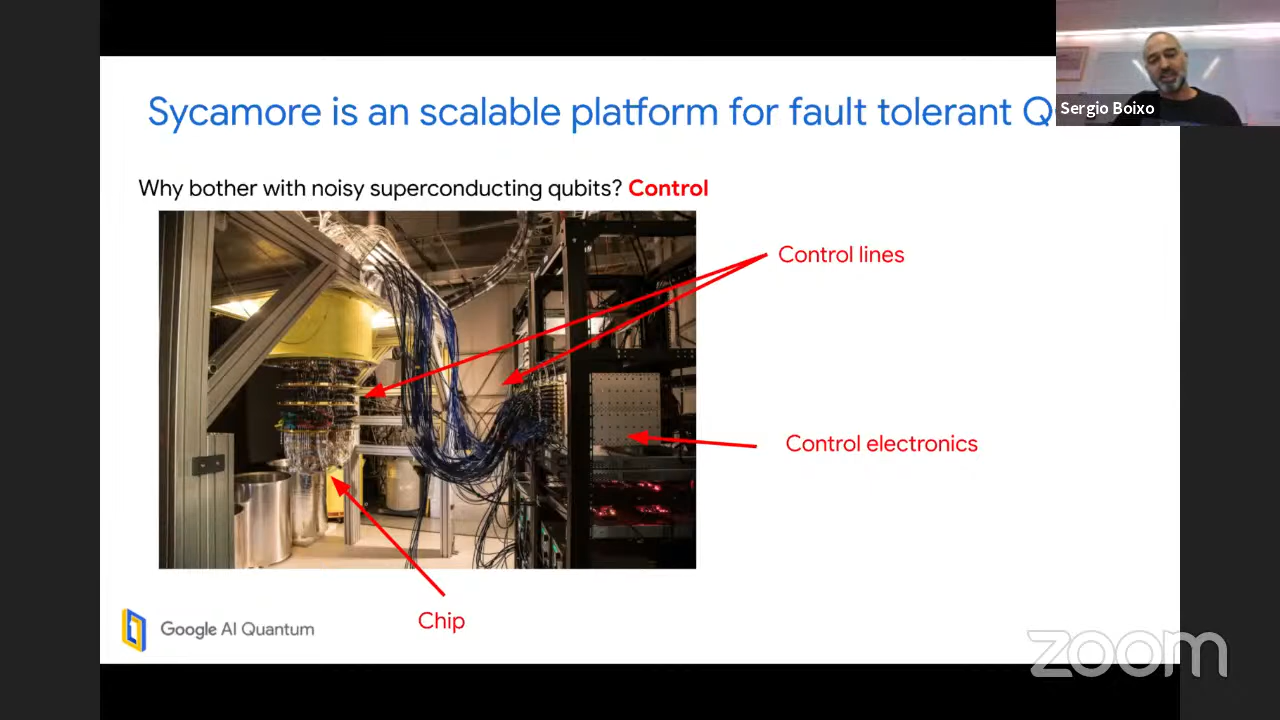 Sycamore is an scalable platform for fault tolerant Q
Sergio Boixo
Why bother with noisy superconducting qubits? Control
Control lines
Control electronics
Chip
Google AI Quantum
zoom